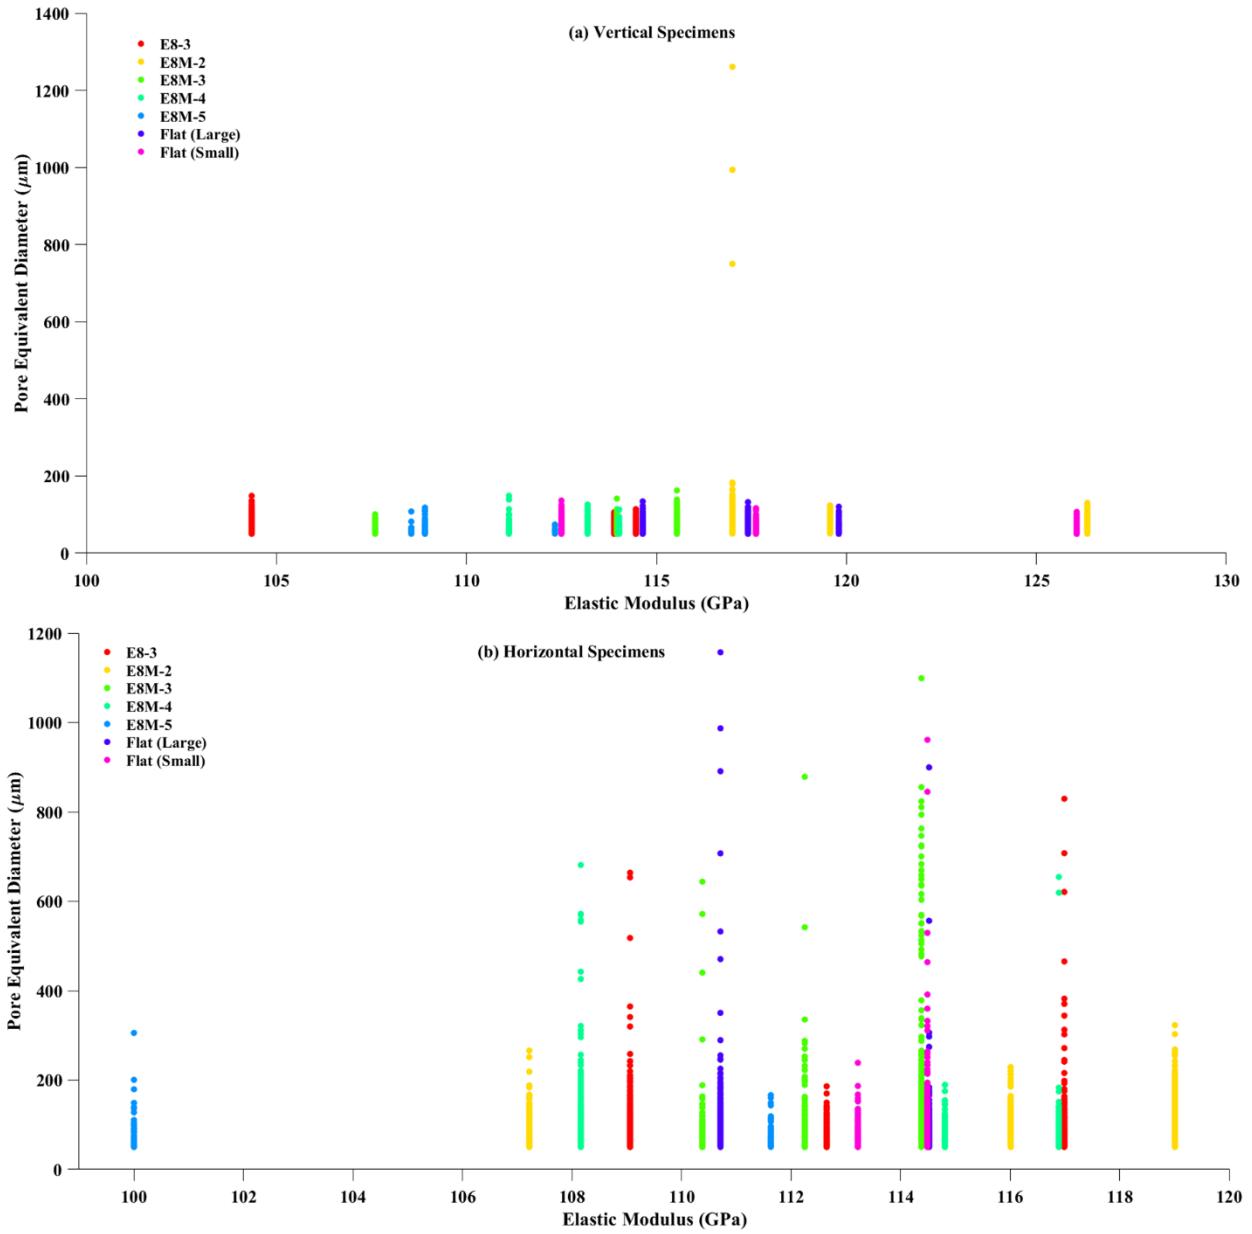 1400
(a) Vertical Specimens
E8-3
E8M-2
E8M-3
E8M-4
E8M-5
Flat (Large)
Flat (Small)
1200
1000
800
600
400
200
0
Pore Equivalent Diameter (μm)
100 105 110 115 120 125 130
Elastic Modulus (GPa)
1200
(b) Horizontal Specimens
E8-3
E8M-2
E8M-3
E8M-4
E8M-5
Flat (Large)
Flat (Small)
1000
800
600
400
200
0
Pore Equivalent Diameter (μm)
100 102 104 106 108 110 112 114 116 118 120
Elastic Modulus (GPa)